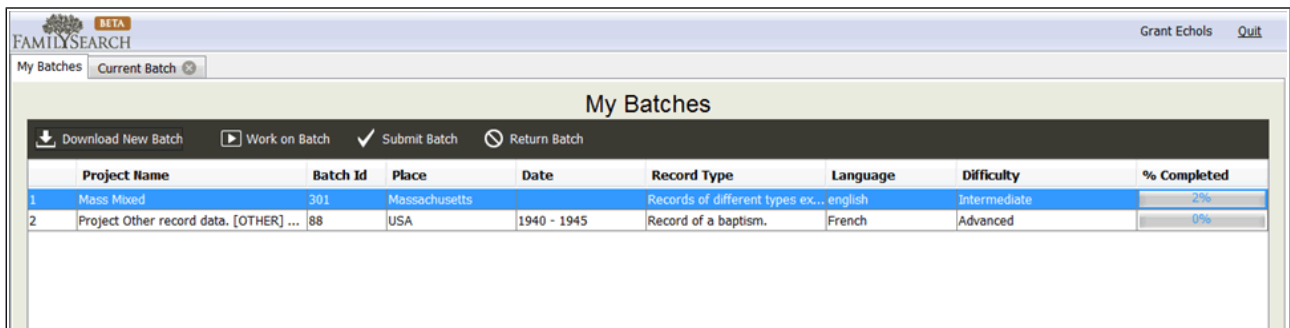 BETA
FAMILYSEARCH
Grant Echols Quit
My Batches Current Batch
My Batches
Download New Batch Work on Batch Submit Batch Return Batch
Project Name Batch Id Place Date Record Type Language Difficulty % Completed
1 Mass Mixed 301 Massachusetts Records of different types ex... english Intermediate 2%
2 Project Other record data. [OTHER] ... 88 USA 1940 - 1945 Record of a baptism. French Advanced 0%